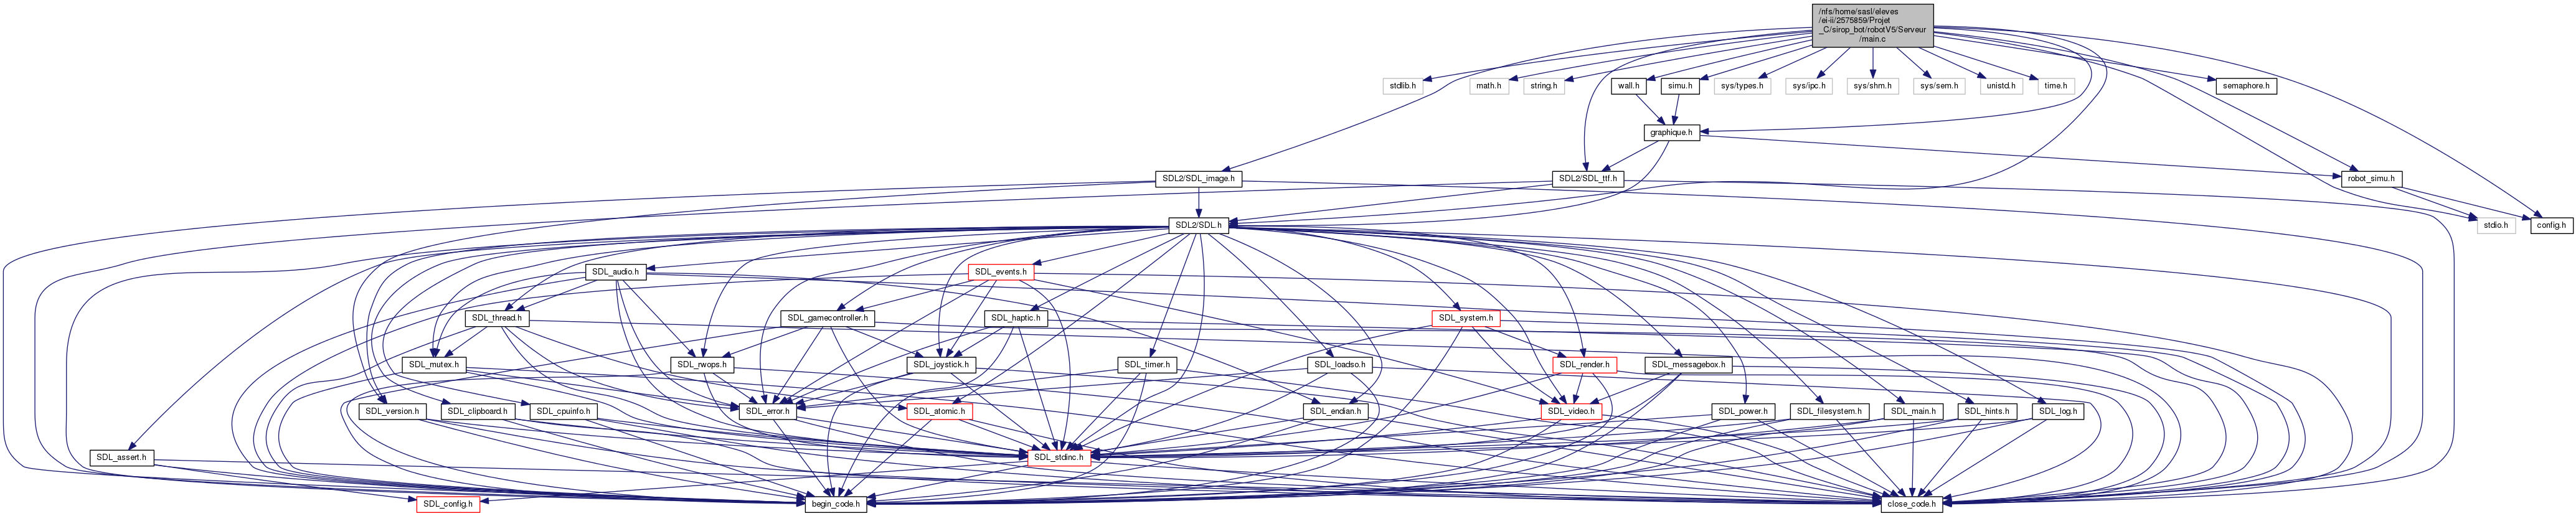 /nfs/home/sasl/eleves
/ei-ii/2575859/Projet
_C/sirop_bot/robotV5/Serveur
/main.c
stdlib.h
math.h
string.h
wall.h
simu.h
sys/types.h
sys/ipc.h
sys/shm.h
sys/sem.h
unistd.h
time.h
semaphore.h
graphique.h
SDL2/SDL_image.h
SDL2/SDL_ttf.h
robot_simu.h
SDL2/SDL.h
stdio.h
config.h
SDL_audio.h
SDL_events.h
SDL_thread.h
SDL_gamecontroller.h
SDL_haptic.h
SDL_system.h
SDL_mutex.h
SDL_rwops.h
SDL_joystick.h
SDL_timer.h
SDL_loadso.h
SDL_render.h
SDL_messagebox.h
SDL_version.h
SDL_clipboard.h
SDL_cpuinfo.h
SDL_error.h
SDL_atomic.h
SDL_endian.h
SDL_video.h
SDL_power.h
SDL_filesystem.h
SDL_main.h
SDL_hints.h
SDL_log.h
SDL_assert.h
SDL_stdinc.h
SDL_config.h
begin_code.h
close_code.h